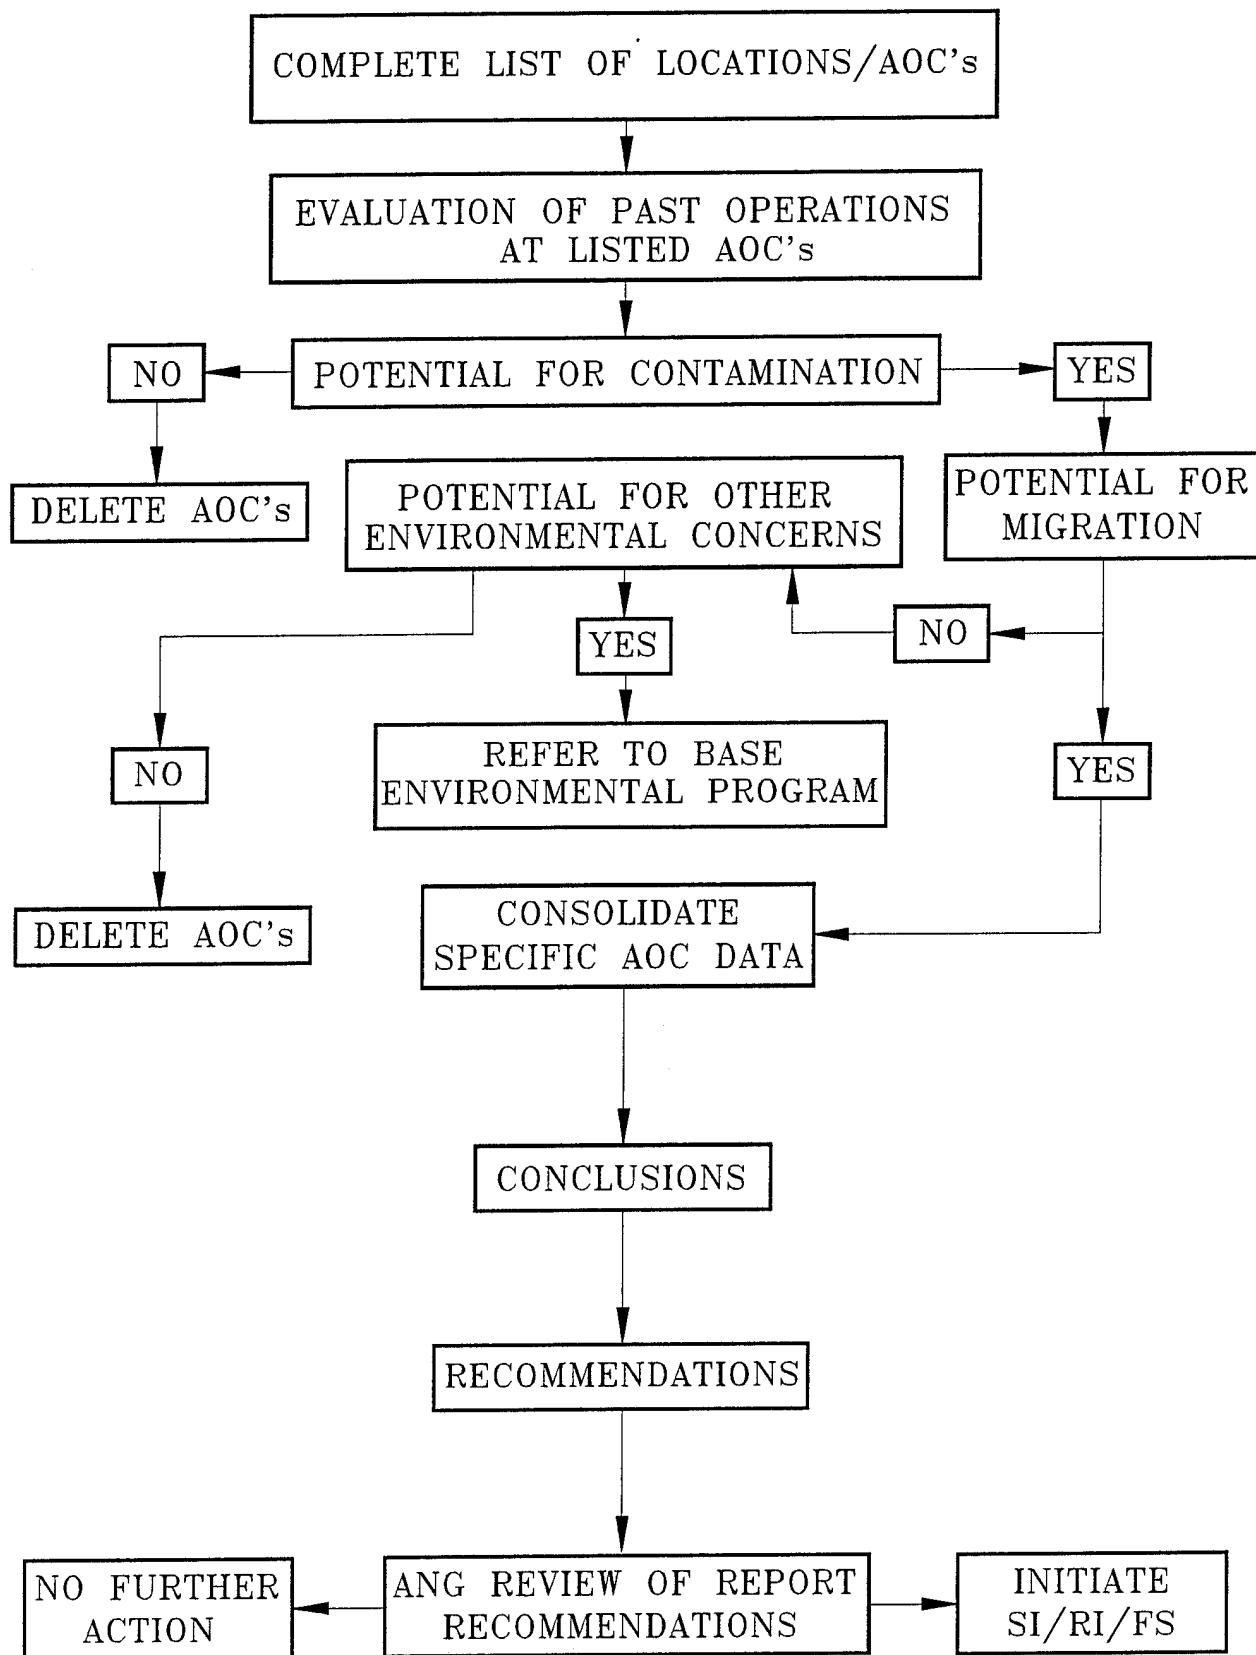 COMPLETE LIST OF LOCATIONS/AOC's
EVALUATION OF PAST OPERATIONS
AT LISTED AOC's
NO
POTENTIAL FOR CONTAMINATION
YES
DELETE AOC's
POTENTIAL FOR OTHER
ENVIRONMENTAL CONCERNS
POTENTIAL FOR
MIGRATION
YES
NO
NO
REFER TO BASE
ENVIRONMENTAL PROGRAM
YES
DELETE AOC's
CONSOLIDATE
SPECIFIC AOC DATA
CONCLUSIONS
RECOMMENDATIONS
NO FURTHER
ACTION
ANG REVIEW OF REPORT
RECOMMENDATIONS
INITIATE
SI/RI/FS